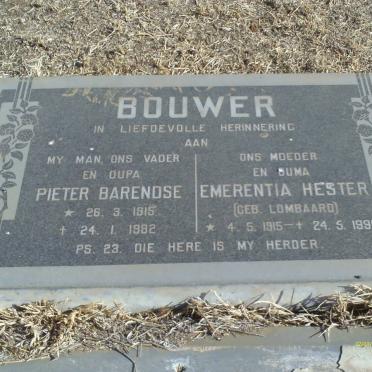 BOUWER
IN LIEFDEVOLLE HERINNERING
AAN
MY MAN, ONS VADER
EN OUPA
PIETER BARENDSE
* 26. 3. 1915.
† 24. 1. 1982
ONS MOEDER
EN OUMA
EMERENTIA HESTER
(GEB. LOMBAARD)
* 4. 5. 1915 — † 24. 5.
PS. 23. DIE HERE IS MY HERDER.